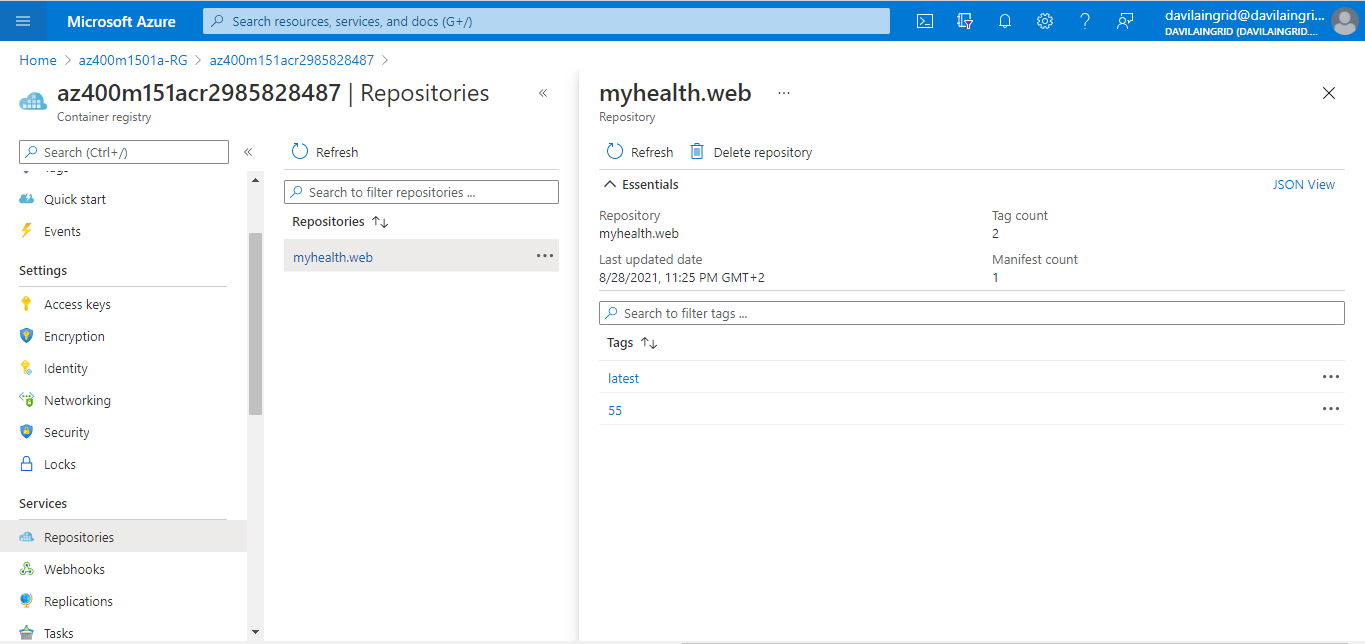 Microsoft Azure
Search resources, services, and docs (G+/)
davilaingrid@davilaingri...
DAVILAINGRID (DAVILAINGRID....
Home > az400m1501a-RG > az400m151acr2985828487 >
az400m151acr2985828487 | Repositories
Container registry
Search (Ctrl+/)
Tags
Quick start
Events
Settings
Access keys
Encryption
Identity
Networking
Security
Locks
Services
Repositories
Webhooks
Replications
Tasks
Refresh
Search to filter repositories ...
Repositories
myhealth.web
myhealth.web
Repository
Refresh
Delete repository
Essentials
JSON View
Repository
myhealth.web
Tag count
2
Last updated date
8/28/2021, 11:25 PM GMT+2
Manifest count
1
Search to filter tags ...
Tags
latest
55